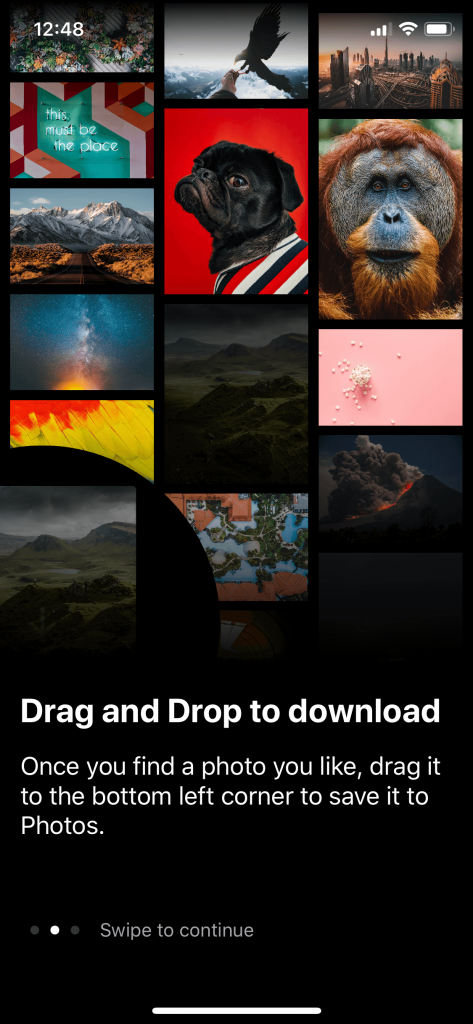 12:48
this
must be
the place
Drag and Drop to download
Once you find a photo you like, drag it
to the bottom left corner to save it to
Photos.
Swipe to continue